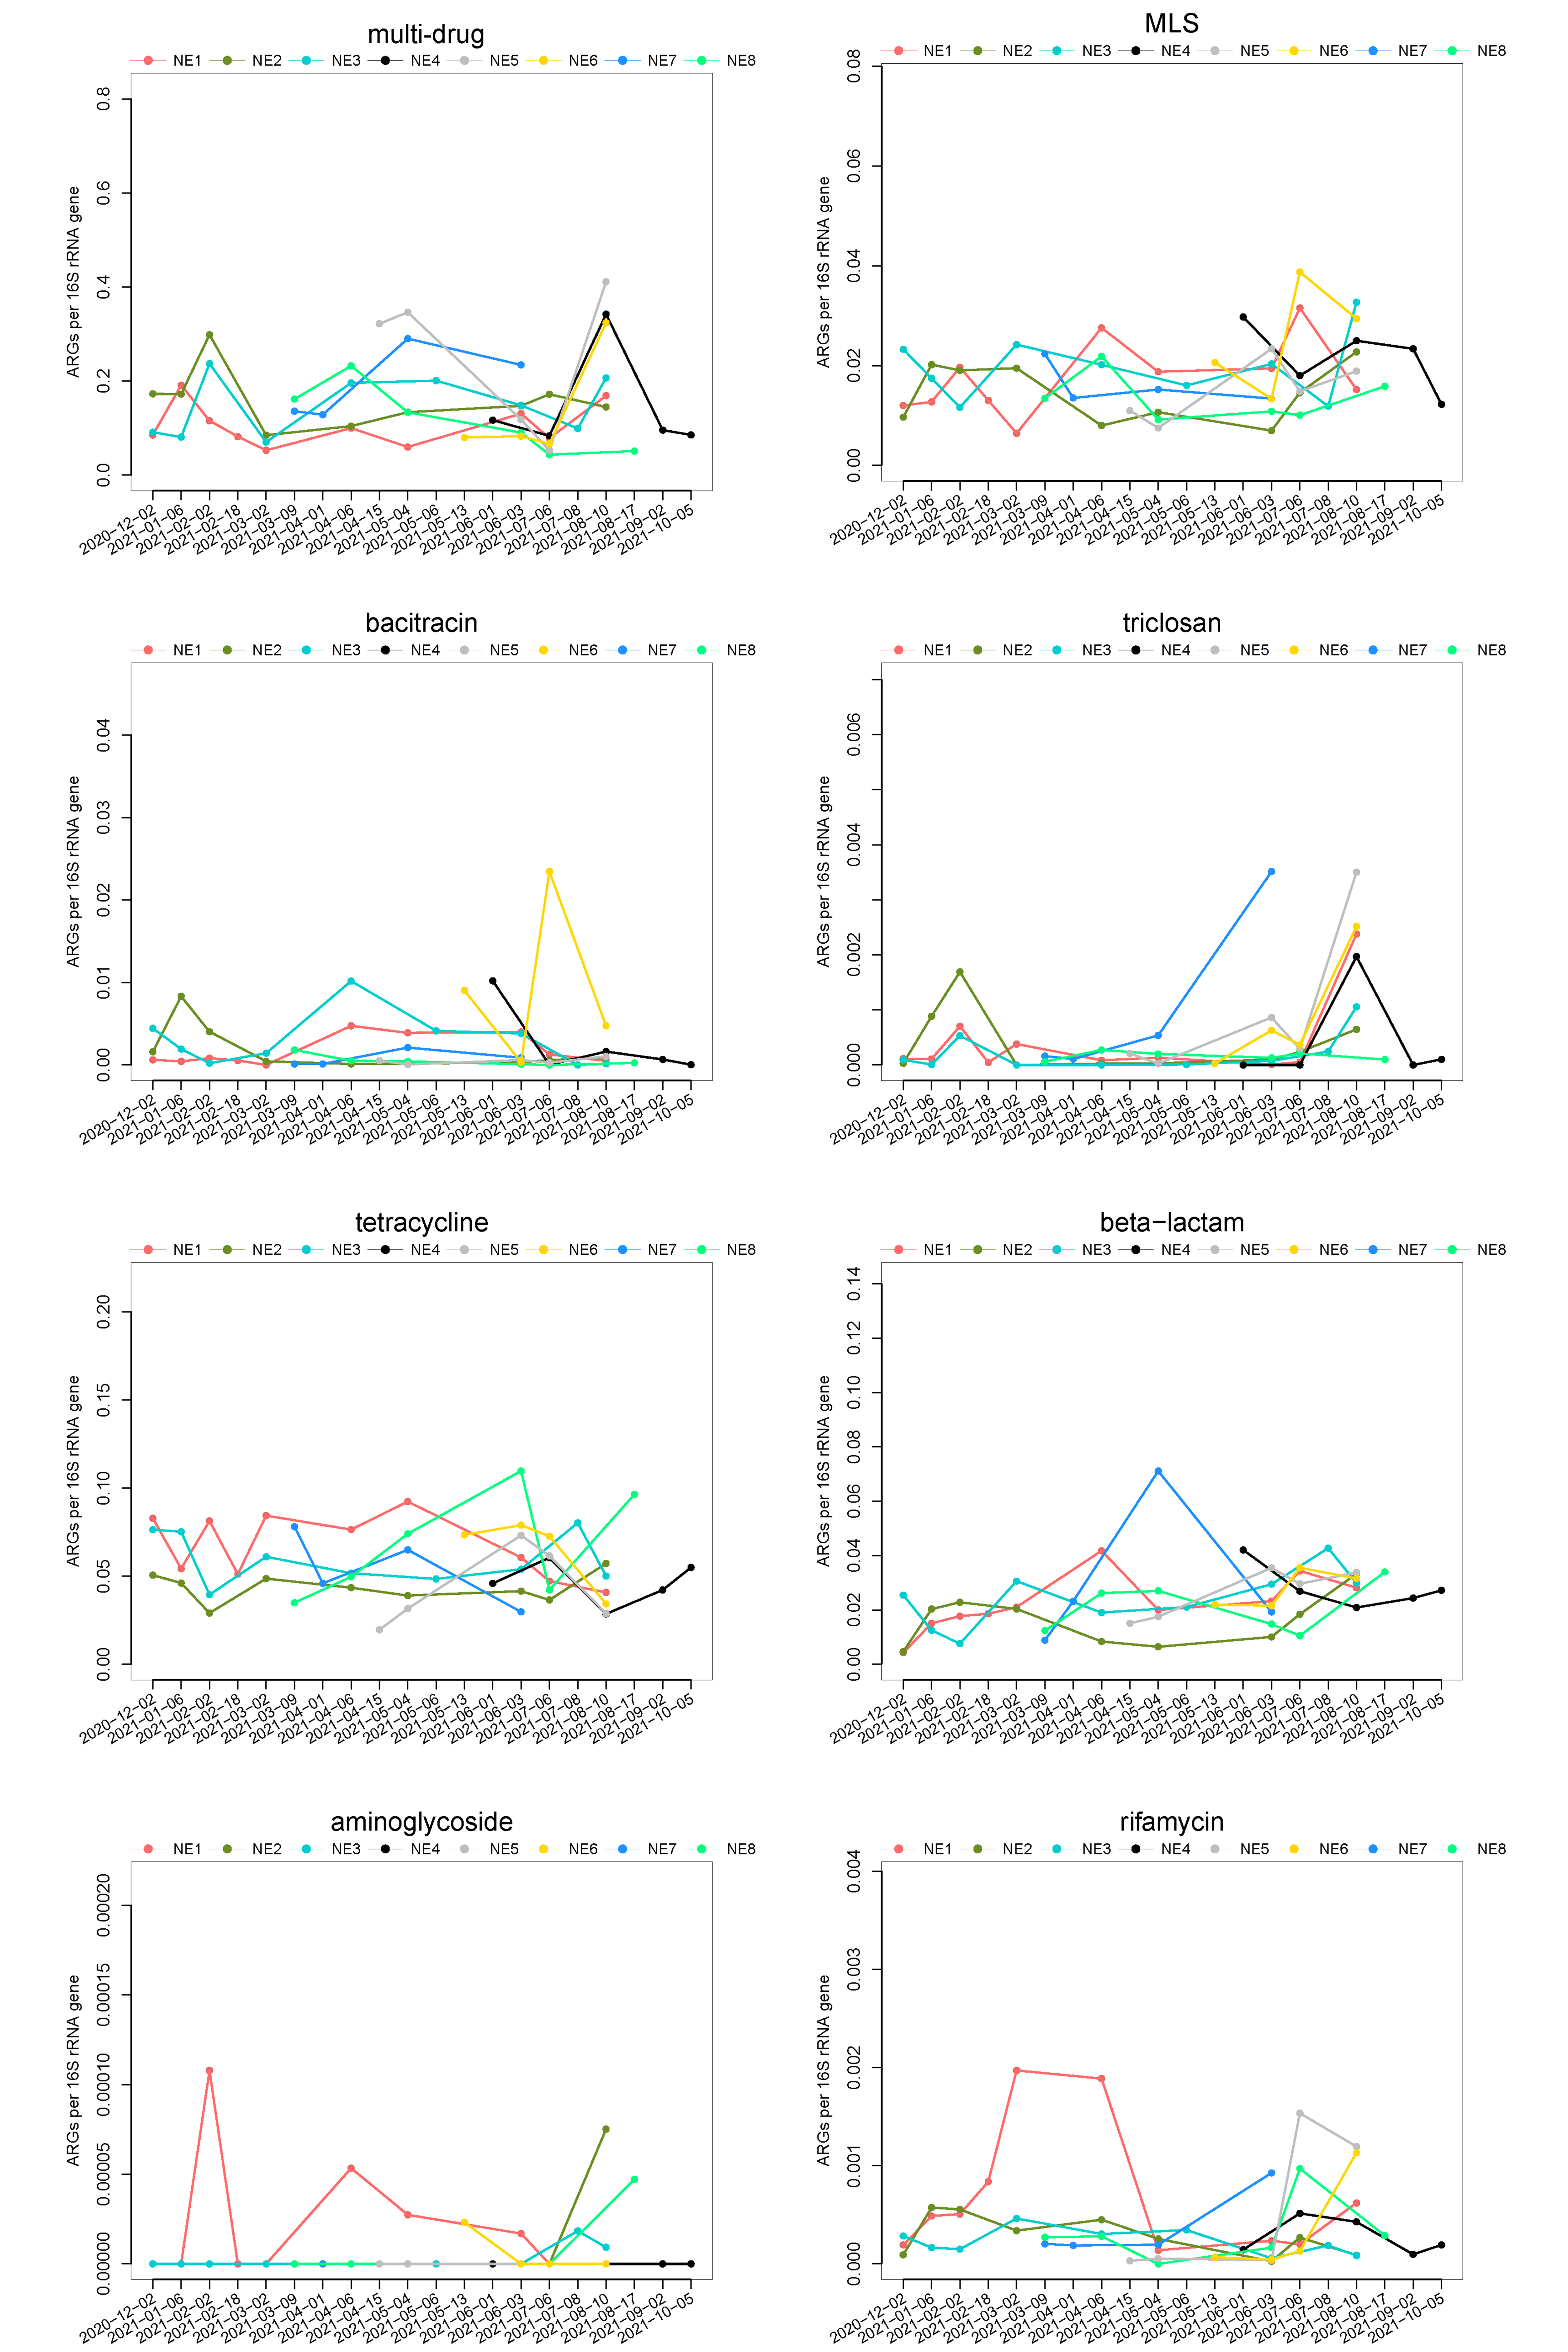 multi-drug
NE1 NE2 NE3 NE4 NE5 NE6 NE7 NE8
ARGs per 16S rRNA gene
0.8
0.6
0.4
0.2
0.0
2020−12−02 2021−01−06 2021−02−02 2021−02−18 2021−03−02 2021−03−09 2021−04−01 2021−04−06 2021−04−15 2021−05−04 2021−05−06 2021−05−13 2021−06−01 2021−06−03 2021−07−06 2021−07−08 2021−08−10 2021−08−17 2021−09−02 2021−10−05
MLS
NE1 NE2 NE3 NE4 NE5 NE6 NE7 NE8
ARGs per 16S rRNA gene
0.08
0.06
0.04
0.02
0.00
2020−12−02 2021−01−06 2021−02−02 2021−02−18 2021−03−02 2021−03−09 2021−04−01 2021−04−06 2021−04−15 2021−05−04 2021−05−06 2021−05−13 2021−06−01 2021−06−03 2021−07−06 2021−07−08 2021−08−10 2021−08−17 2021−09−02 2021−10−05
bacitracin
NE1 NE2 NE3 NE4 NE5 NE6 NE7 NE8
ARGs per 16S rRNA gene
0.04
0.03
0.02
0.01
0.00
2020−12−02 2021−01−06 2021−02−02 2021−02−18 2021−03−02 2021−03−09 2021−04−01 2021−04−06 2021−04−15 2021−05−04 2021−05−06 2021−05−13 2021−06−01 2021−06−03 2021−07−06 2021−07−08 2021−08−10 2021−08−17 2021−09−02 2021−10−05
triclosan
NE1 NE2 NE3 NE4 NE5 NE6 NE7 NE8
ARGs per 16S rRNA gene
0.006
0.004
0.002
0.000
2020−12−02 2021−01−06 2021−02−02 2021−02−18 2021−03−02 2021−03−09 2021−04−01 2021−04−06 2021−04−15 2021−05−04 2021−05−06 2021−05−13 2021−06−01 2021−06−03 2021−07−06 2021−07−08 2021−08−10 2021−08−17 2021−09−02 2021−10−05
tetracycline
NE1 NE2 NE3 NE4 NE5 NE6 NE7 NE8
ARGs per 16S rRNA gene
0.20
0.15
0.10
0.05
0.00
2020−12−02 2021−01−06 2021−02−02 2021−02−18 2021−03−02 2021−03−09 2021−04−01 2021−04−06 2021−04−15 2021−05−04 2021−05−06 2021−05−13 2021−06−01 2021−06−03 2021−07−06 2021−07−08 2021−08−10 2021−08−17 2021−09−02 2021−10−05
beta−lactam
NE1 NE2 NE3 NE4 NE5 NE6 NE7 NE8
ARGs per 16S rRNA gene
0.14
0.12
0.10
0.08
0.06
0.04
0.02
0.00
2020−12−02 2021−01−06 2021−02−02 2021−02−18 2021−03−02 2021−03−09 2021−04−01 2021−04−06 2021−04−15 2021−05−04 2021−05−06 2021−05−13 2021−06−01 2021−06−03 2021−07−06 2021−07−08 2021−08−10 2021−08−17 2021−09−02 2021−10−05
aminoglycoside
NE1 NE2 NE3 NE4 NE5 NE6 NE7 NE8
ARGs per 16S rRNA gene
0.00020
0.00015
0.00010
0.00005
0.00000
2020−12−02 2021−01−06 2021−02−02 2021−02−18 2021−03−02 2021−03−09 2021−04−01 2021−04−06 2021−04−15 2021−05−04 2021−05−06 2021−05−13 2021−06−01 2021−06−03 2021−07−06 2021−07−08 2021−08−10 2021−08−17 2021−09−02 2021−10−05
rifamycin
NE1 NE2 NE3 NE4 NE5 NE6 NE7 NE8
ARGs per 16S rRNA gene
0.004
0.003
0.002
0.001
0.000
2020−12−02 2021−01−06 2021−02−02 2021−02−18 2021−03−02 2021−03−09 2021−04−01 2021−04−06 2021−04−15 2021−05−04 2021−05−06 2021−05−13 2021−06−01 2021−06−03 2021−07−06 2021−07−08 2021−08−10 2021−08−17 2021−09−02 2021−10−05